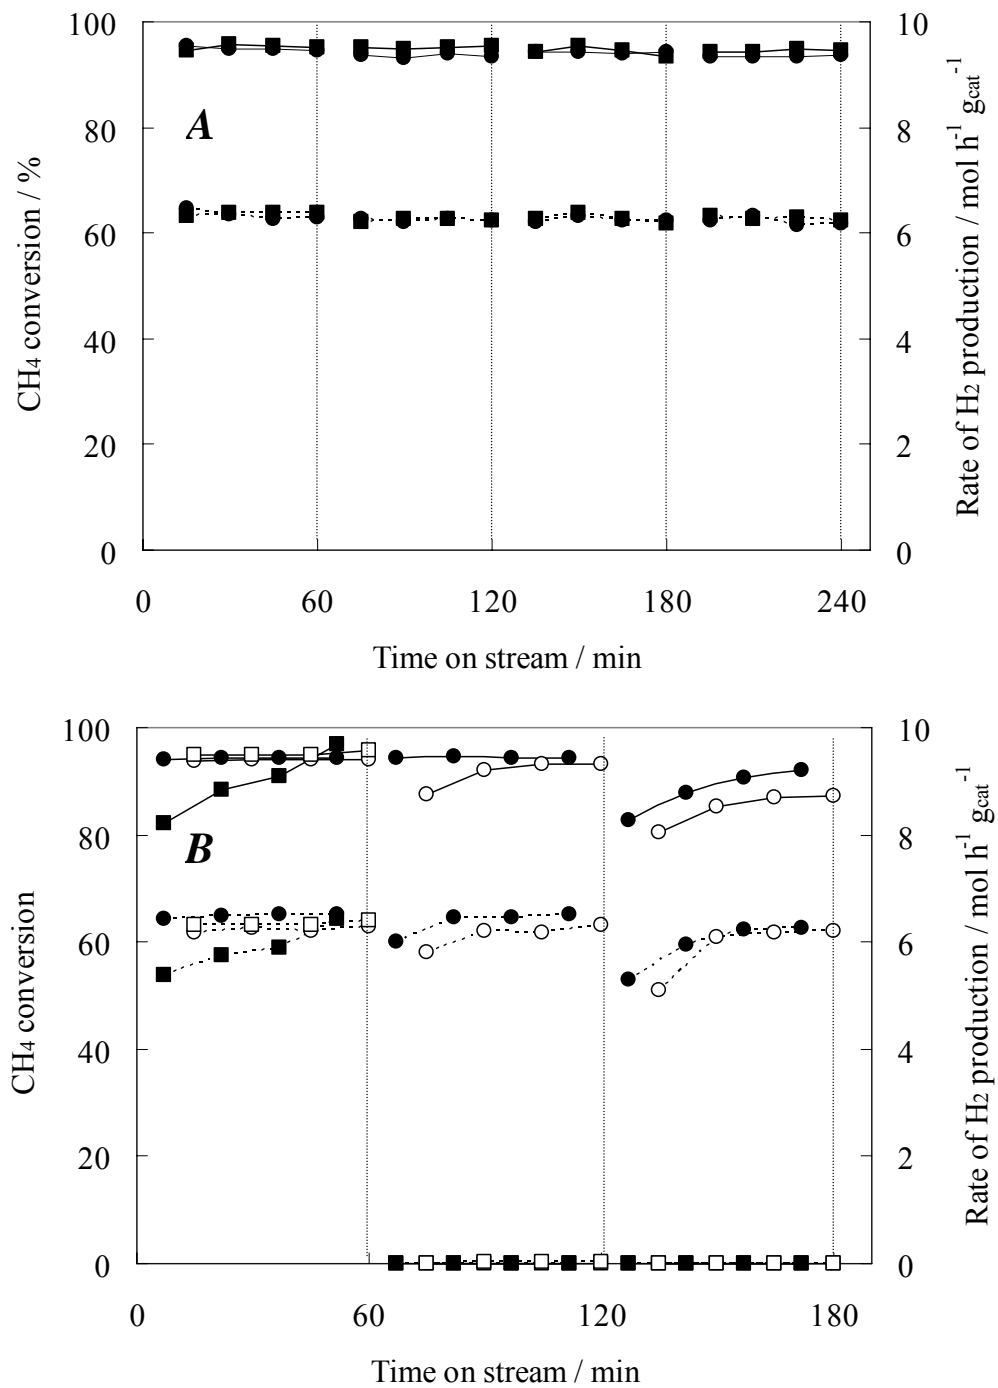 100
80
60
40
20
0
CH4 conversion / %
A
10
8
6
4
2
0
Rate of H2 production / mol h-1 gcat-1
0 60 120 180 240
Time on stream / min
100
80
60
40
20
0
CH4 conversion
B
10
8
6
4
2
0
Rate of H2 production / mol h-1 gcat-1
0 60 120 180
Time on stream / min